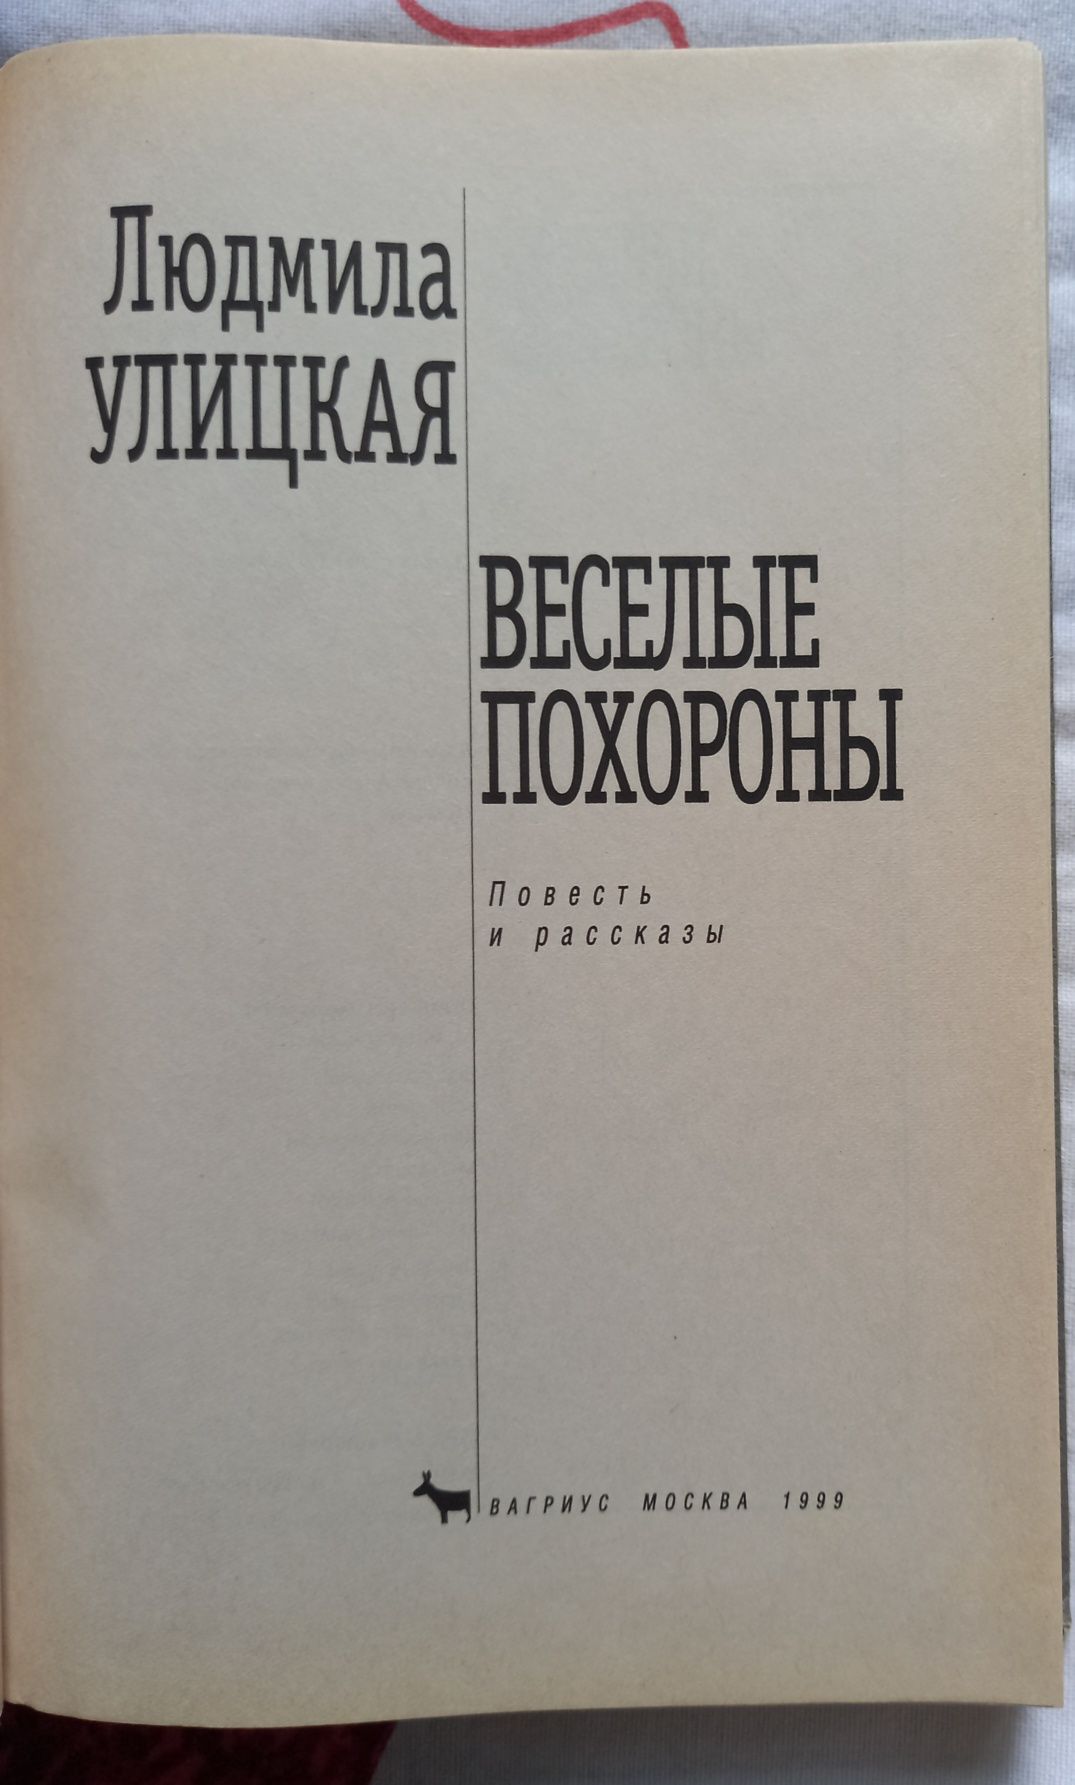 Людмила
УЛИЦКАЯ
ВЕСЕЛЫЕ
ПОХОРОНЫ
Повесть
и рассказы
ВАГРИУС МОСКВА 1999